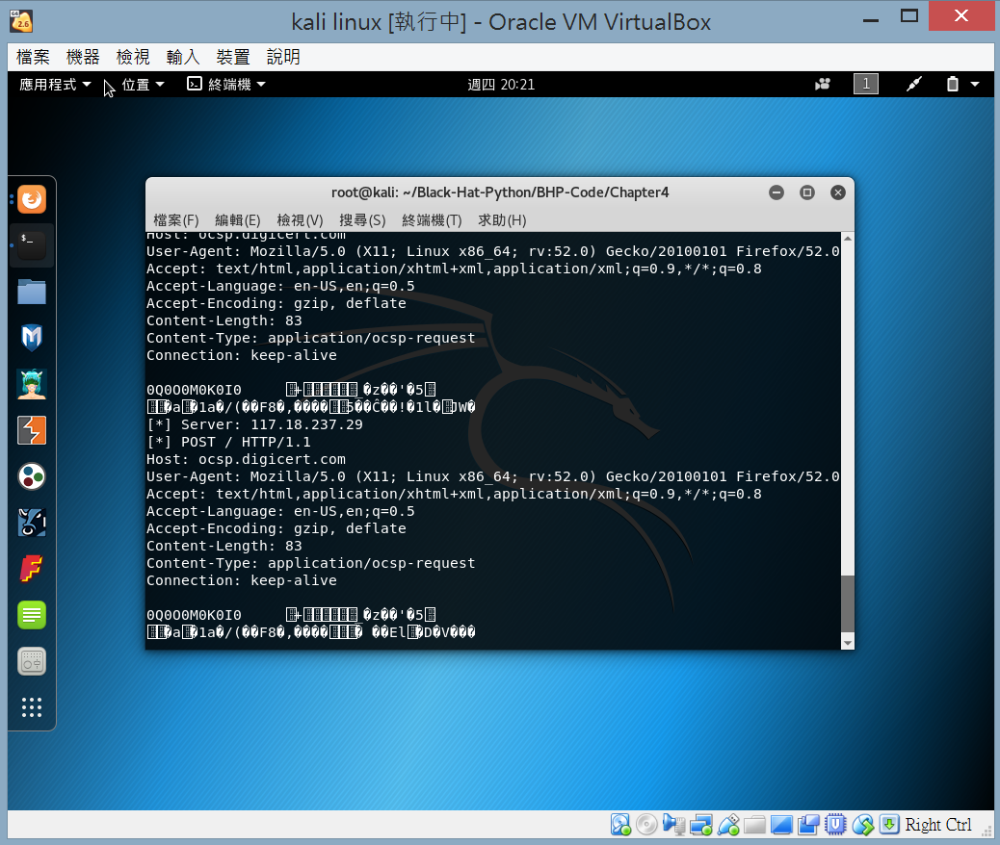 kali linux [執行中] - Oracle VM VirtualBox
檔案 機器 檢視 輸入 裝置 說明
應用程式 位置 終端機 週四 20:21 1
root@kali: ~/Black-Hat-Python/BHP-Code/Chapter4
檔案(F) 編輯(E) 檢視(V) 搜尋(S) 終端機(T) 求助(H)
Host: ocsp.digicert.com
User-Agent: Mozilla/5.0 (X11; Linux x86_64; rv:52.0) Gecko/20100101 Firefox/52.0
Accept: text/html,application/xhtml+xml,application/xml;q=0.9,*/*;q=0.8
Accept-Language: en-US,en;q=0.5
Accept-Encoding: gzip, deflate
Content-Length: 83
Content-Type: application/ocsp-request
Connection: keep-alive
0Q0O0M0K0I0
[*] Server: 117.18.237.29
[*] POST / HTTP/1.1
Host: ocsp.digicert.com
User-Agent: Mozilla/5.0 (X11; Linux x86_64; rv:52.0) Gecko/20100101 Firefox/52.0
Accept: text/html,application/xhtml+xml,application/xml;q=0.9,*/*;q=0.8
Accept-Language: en-US,en;q=0.5
Accept-Encoding: gzip, deflate
Content-Length: 83
Content-Type: application/ocsp-request
Connection: keep-alive
0Q0O0M0K0I0
Right Ctrl